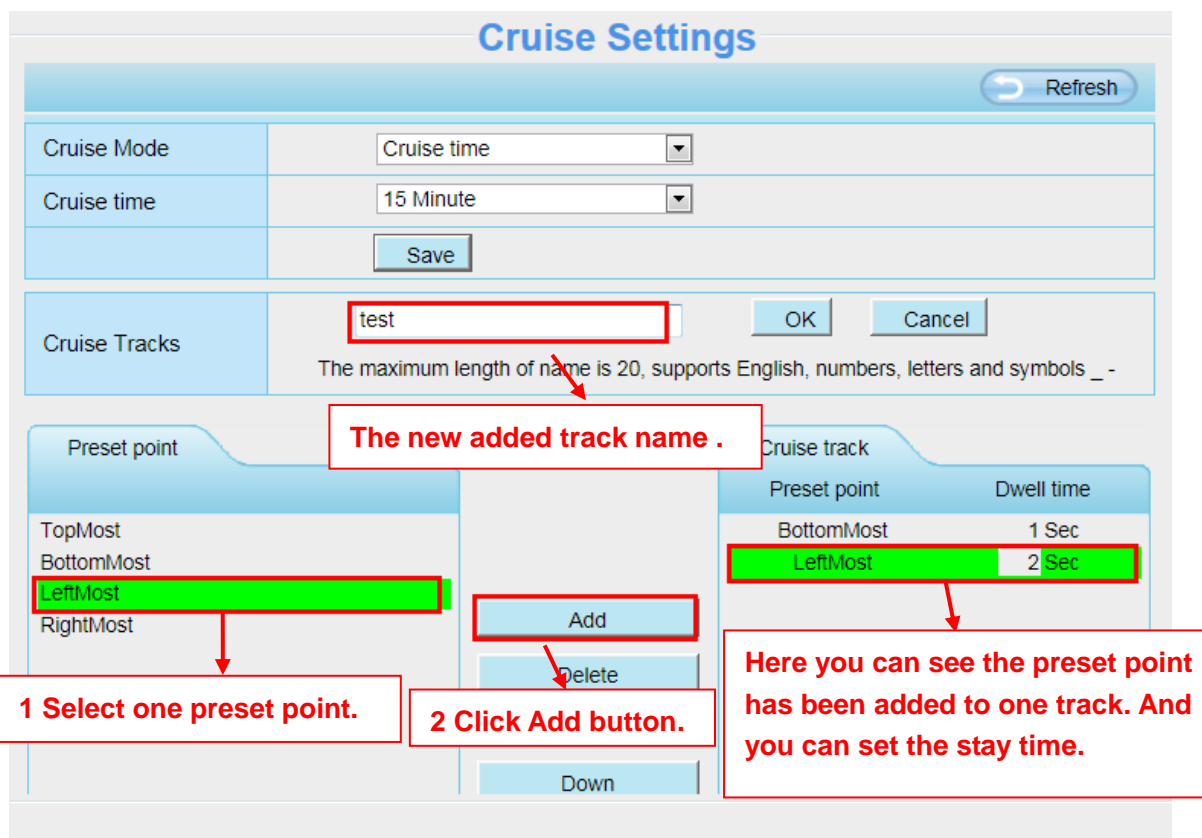 Cruise Settings
Refresh
Cruise Mode
Cruise time
Cruise time
15 Minute
Save
Cruise Tracks
test
OK
Cancel
The maximum length of name is 20, supports English, numbers, letters and symbols _ -
The new added track name .
Preset point
Cruise track
Preset point
Dwell time
TopMost
BottomMost
LeftMost
RightMost
BottomMost
1 Sec
LeftMost
2 Sec
Add
Delete
Down
1 Select one preset point.
2 Click Add button.
Here you can see the preset point
has been added to one track. And
you can set the stay time.